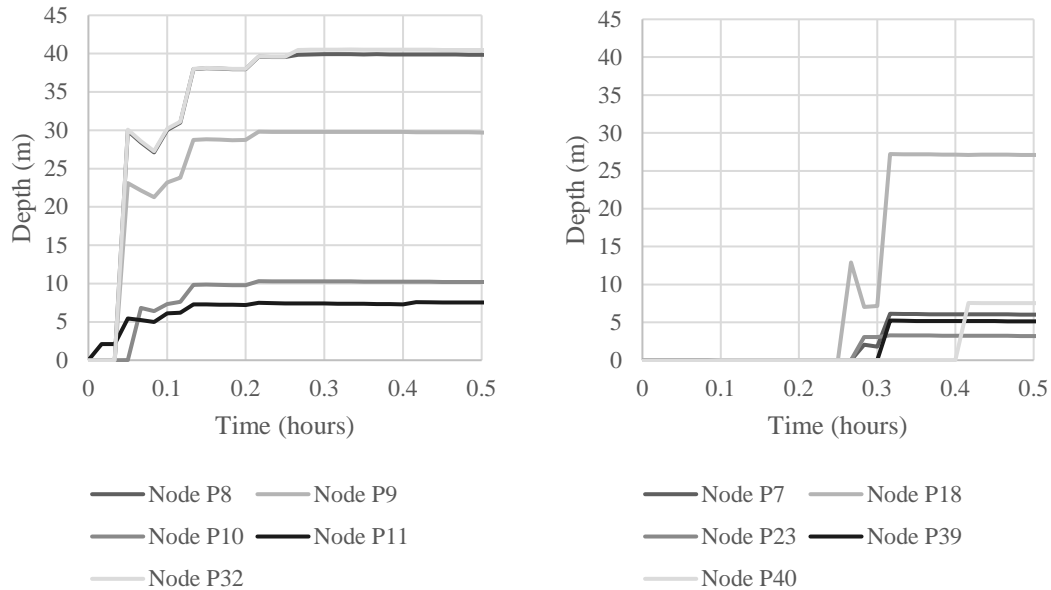 45
40
35
30
25
20
15
10
5
0
Depth (m)
0 0.1 0.2 0.3 0.4 0.5
Time (hours)
Node P8 Node P9
Node P10 Node P11
Node P32
45
40
35
30
25
20
15
10
5
0
Depth (m)
0 0.1 0.2 0.3 0.4 0.5
Time (hours)
Node P7 Node P18
Node P23 Node P39
Node P40